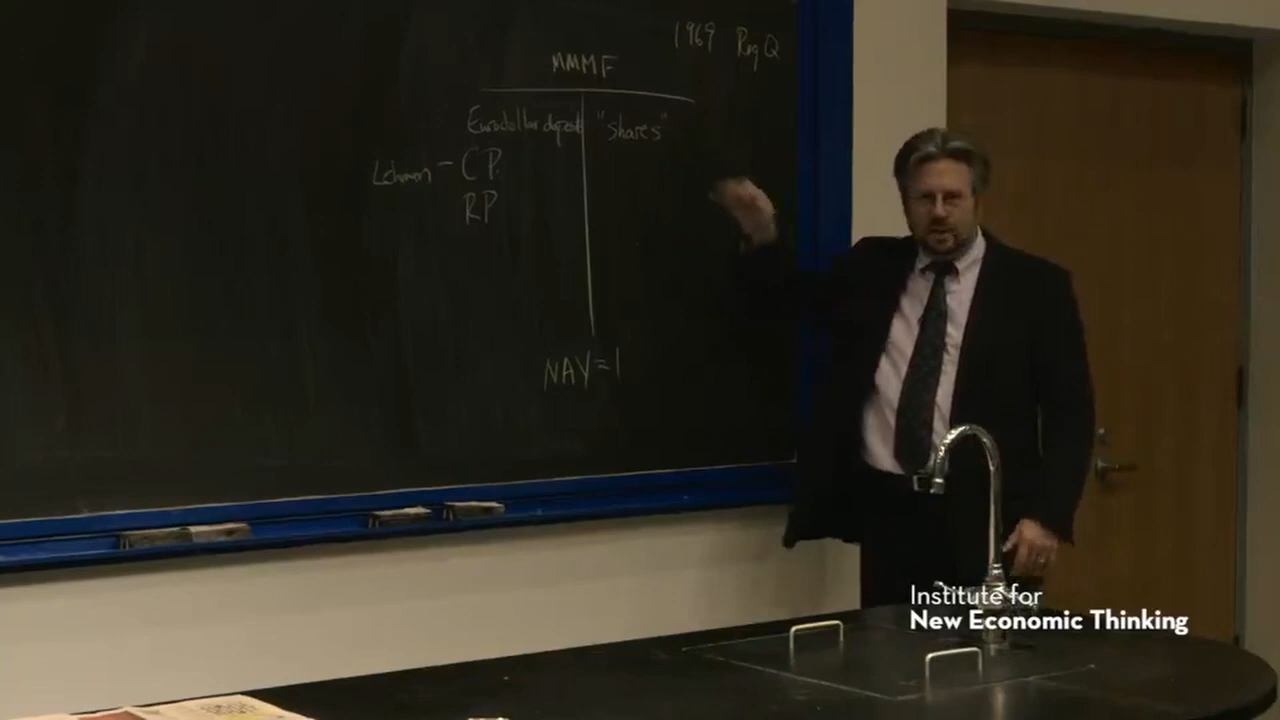 1969 Reg Q
MMMF
Eurodollar deposit "shares"
Lehman - CP
RP
NAV=1
Institute for
New Economic Thinking